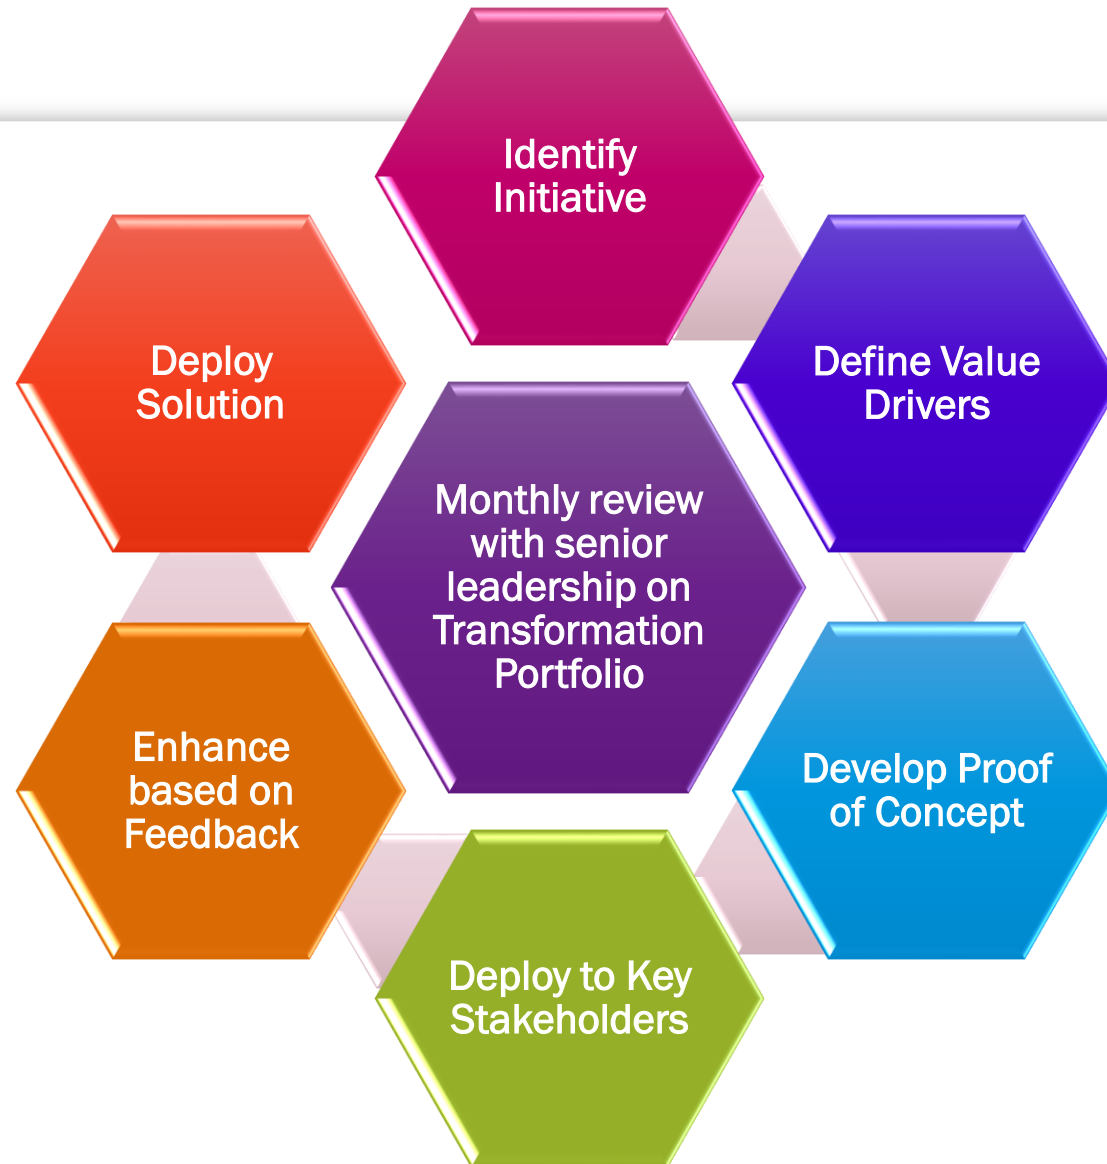 Identify
Initiative
Define Value
Drivers
Develop Proof
of Concept
Deploy to Key
Stakeholders
Enhance
based on
Feedback
Deploy
Solution
Monthly review
with senior
leadership on
Transformation
Portfolio